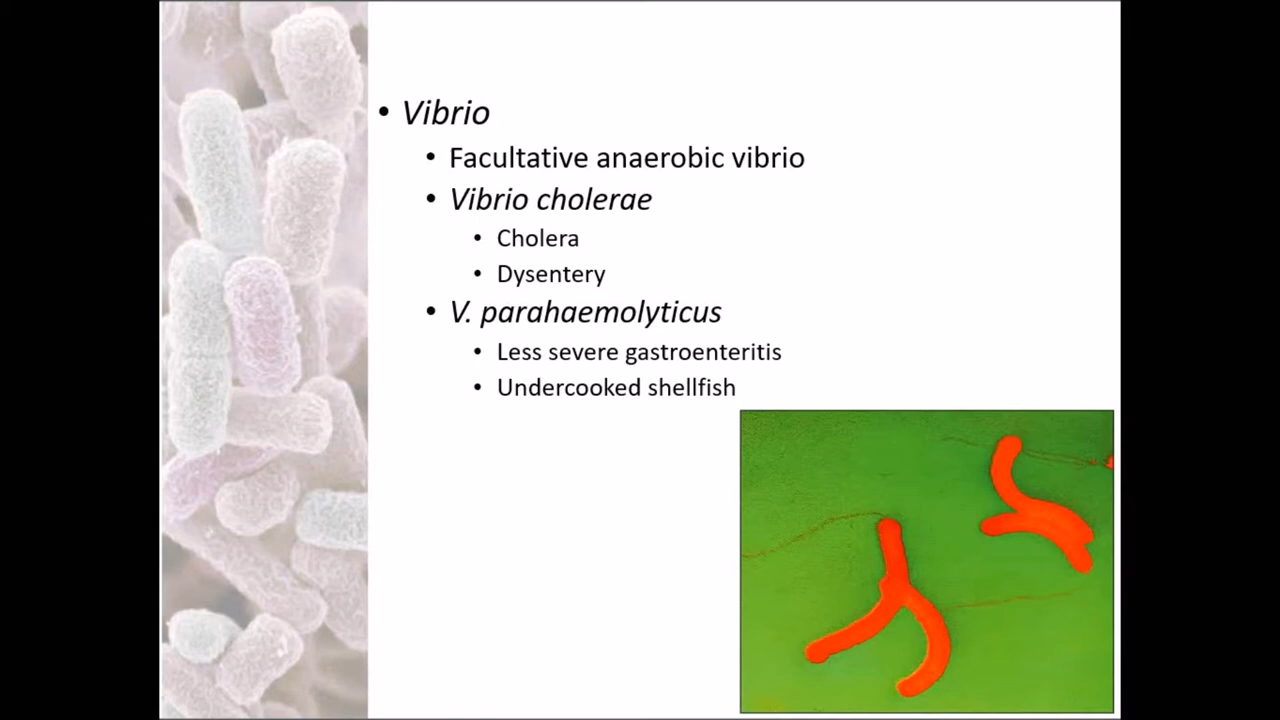 • Vibrio
• Facultative anaerobic vibrio
• Vibrio cholerae
• Cholera
• Dysentery
• V. parahaemolyticus
• Less severe gastroenteritis
• Undercooked shellfish